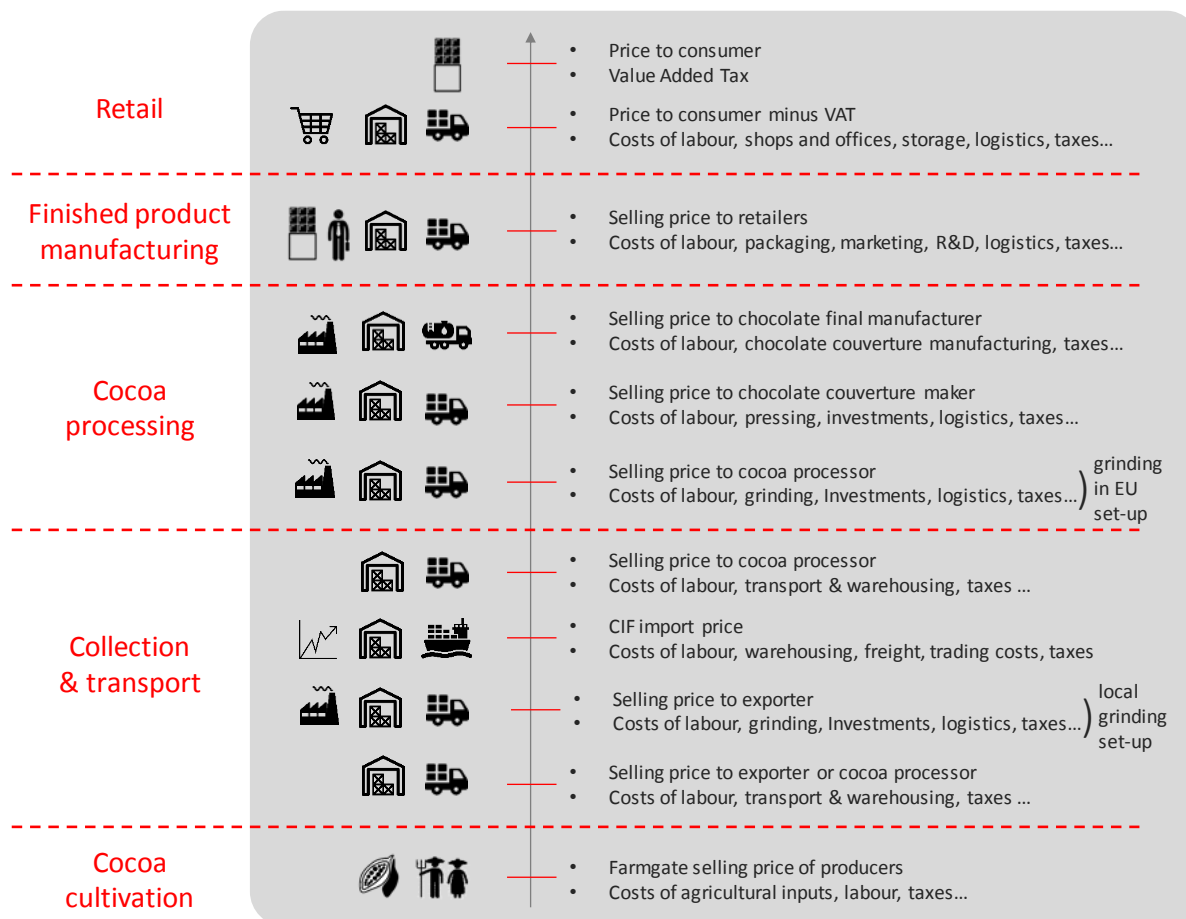 Retail
• Price to consumer
• Value Added Tax
• Price to consumer minus VAT
• Costs of labour, shops and offices, storage, logistics, taxes…
Finished product
manufacturing
• Selling price to retailers
• Costs of labour, packaging, marketing, R&D, logistics, taxes…
Cocoa
processing
• Selling price to chocolate final manufacturer
• Costs of labour, chocolate couverture manufacturing, taxes…
• Selling price to chocolate couverture maker
• Costs of labour, pressing, investments, logistics, taxes…
• Selling price to cocoa processor
• Costs of labour, grinding, Investments, logistics, taxes…
)
grinding
in EU
set-up
Collection
& transport
• Selling price to cocoa processor
• Costs of labour, transport & warehousing, taxes …
• CIF import price
• Costs of labour, warehousing, freight, trading costs, taxes
• Selling price to exporter
• Costs of labour, grinding, Investments, logistics, taxes…
)
local
grinding
set-up
• Selling price to exporter or cocoa processor
• Costs of labour, transport & warehousing, taxes …
Cocoa
cultivation
• Farmgate selling price of producers
• Costs of agricultural inputs, labour, taxes…